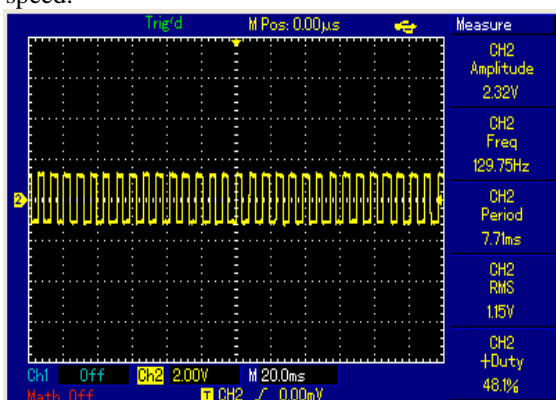 speed.
Trig'd M Pos: 0.00μs Measure
CH2
Amplitude
2.32V
CH2
Freq
129.75Hz
CH2
Period
7.71ms
CH2
RMS
1.15V
CH2
+Duty
48.1%
2
Ch1 Off Ch2 2.00V M 20.0ms
Math Off T CH2 / 0.00mV